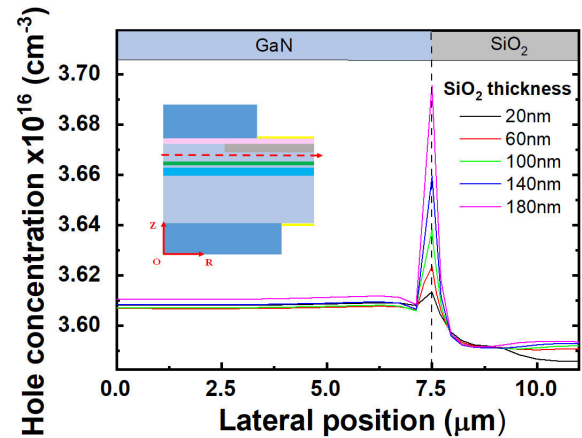 GaN SiO₂
Hole concentration x10¹⁶ (cm⁻³)
3.70
3.68
3.66
3.64
3.62
3.60
SiO₂ thickness
20nm
60nm
100nm
140nm
180nm
Z
O R
0.0 2.5 5.0 7.5 10.0
Lateral position (μm)